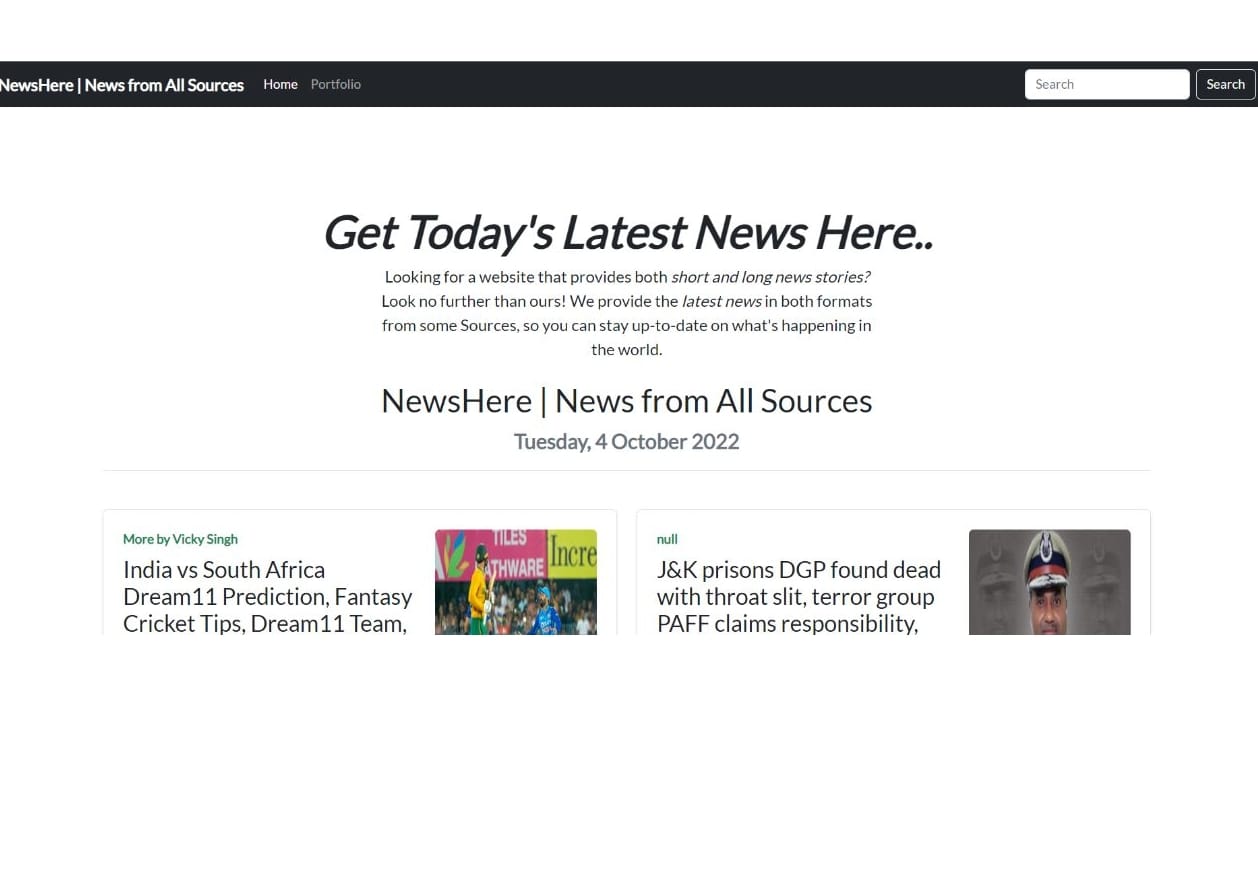 NewsHere | News from All Sources Home Portfolio Search Search
Get Today's Latest News Here..
Looking for a website that provides both short and long news stories?
Look no further than ours! We provide the latest news in both formats
from some Sources, so you can stay up-to-date on what's happening in
the world.
NewsHere | News from All Sources
Tuesday, 4 October 2022
More by Vicky Singh
India vs South Africa
Dream11 Prediction, Fantasy
Cricket Tips, Dream11 Team,
TILES
THWARE
Incre
null
J&K prisons DGP found dead
with throat slit, terror group
PAFF claims responsibility,